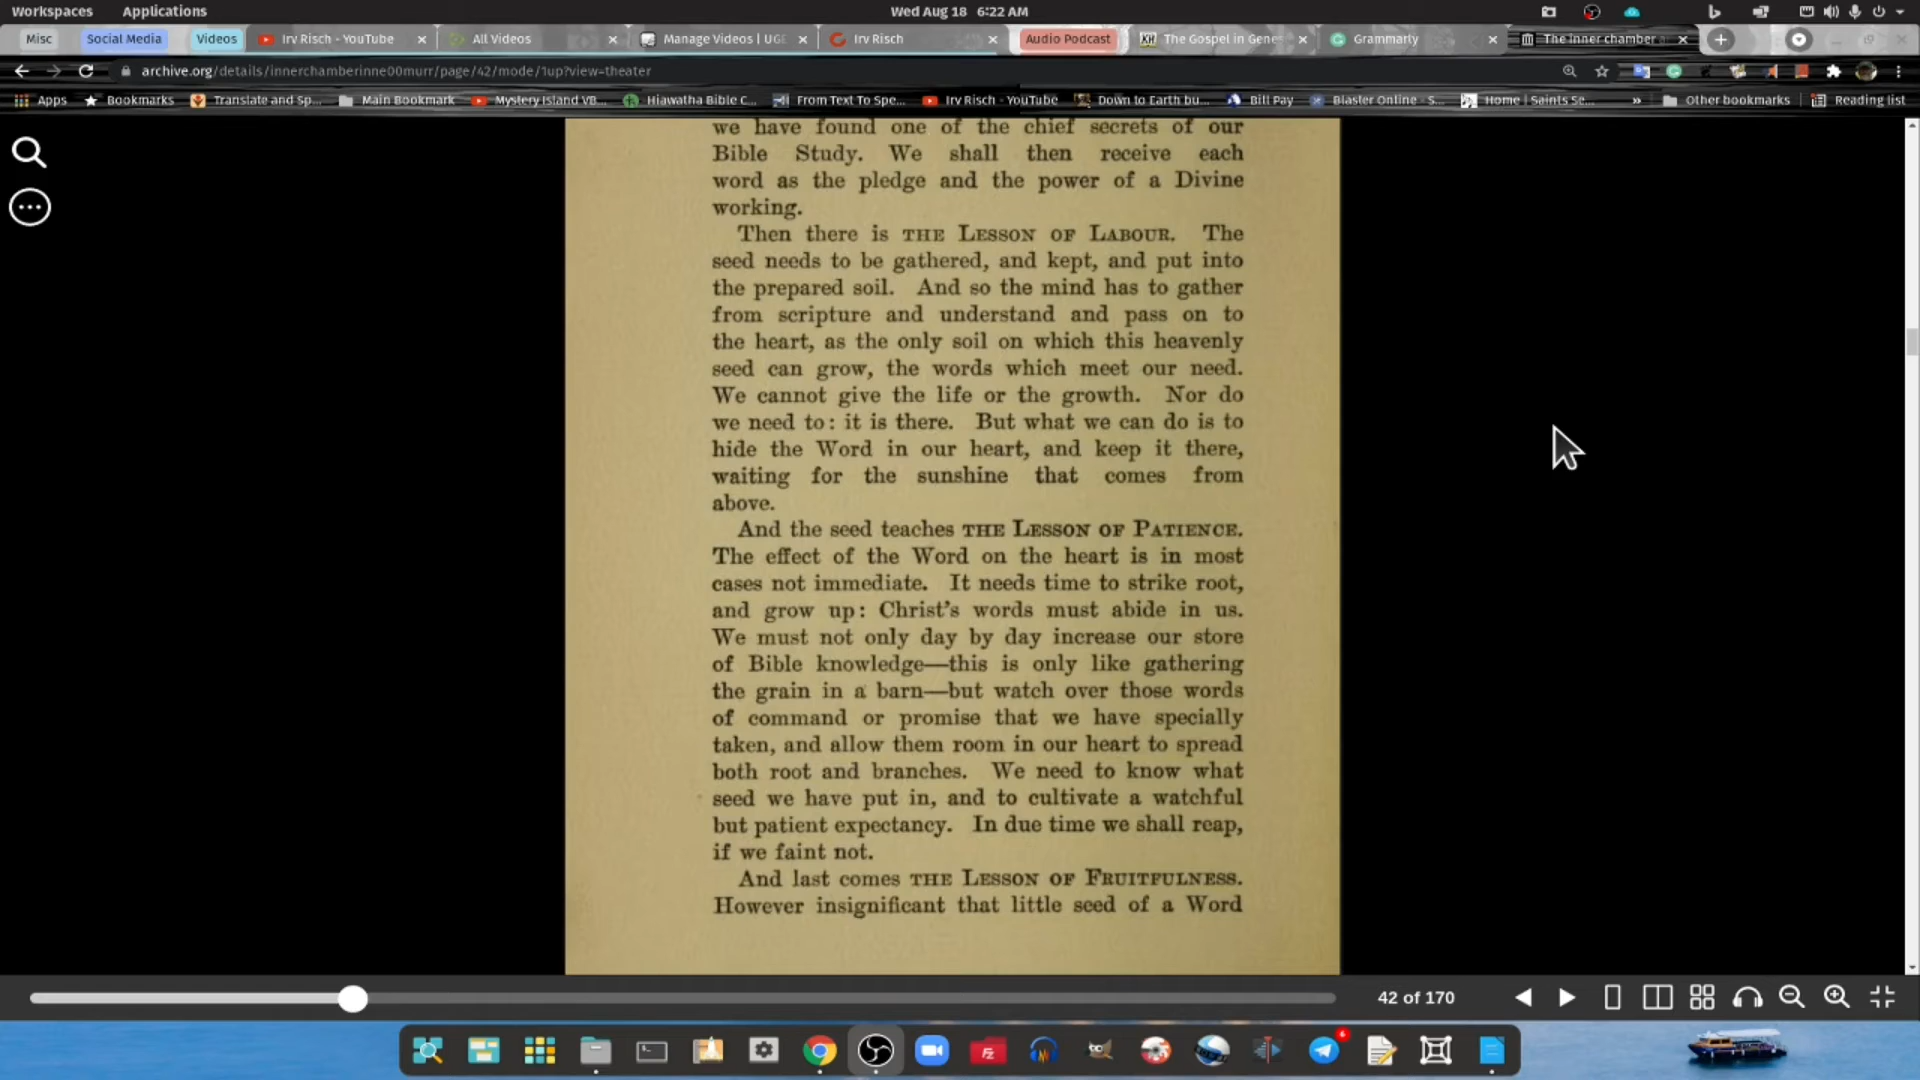 Workspaces Applications Wed Aug 18 6:22 AM
Misc Social Media Videos Irv Risch - YouTube All Videos Manage Videos | UGE Irv Risch Audio Podcast The Gospel in Gene Grammarly The inner chamber
archive.org/details/innerchamberinne00murr/page/42/mode/1up?view=theater
Apps Bookmarks Translate and Sp... Main Bookmark Mystery Island VB... Hiawatha Bible C... From Text To Spe... Irv Risch - YouTube Down to Earth bu... Bill Pay Blaster Online - S... Home | Saints Se... » Other bookmarks Reading list
we have found one of the chief secrets of our
Bible Study. We shall then receive each
word as the pledge and the power of a Divine
working.
Then there is THE LESSON OF LABOUR. The
seed needs to be gathered, and kept, and put into
the prepared soil. And so the mind has to gather
from scripture and understand and pass on to
the heart, as the only soil on which this heavenly
seed can grow, the words which meet our need.
We cannot give the life or the growth. Nor do
we need to: it is there. But what we can do is to
hide the Word in our heart, and keep it there,
waiting for the sunshine that comes from
above.
And the seed teaches THE LESSON OF PATIENCE.
The effect of the Word on the heart is in most
cases not immediate. It needs time to strike root,
and grow up: Christ's words must abide in us.
We must not only day by day increase our store
of Bible knowledge—this is only like gathering
the grain in a barn—but watch over those words
of command or promise that we have specially
taken, and allow them room in our heart to spread
both root and branches. We need to know what
seed we have put in, and to cultivate a watchful
but patient expectancy. In due time we shall reap,
if we faint not.
And last comes THE LESSON OF FRUITFULNESS.
However insignificant that little seed of a Word
42 of 170